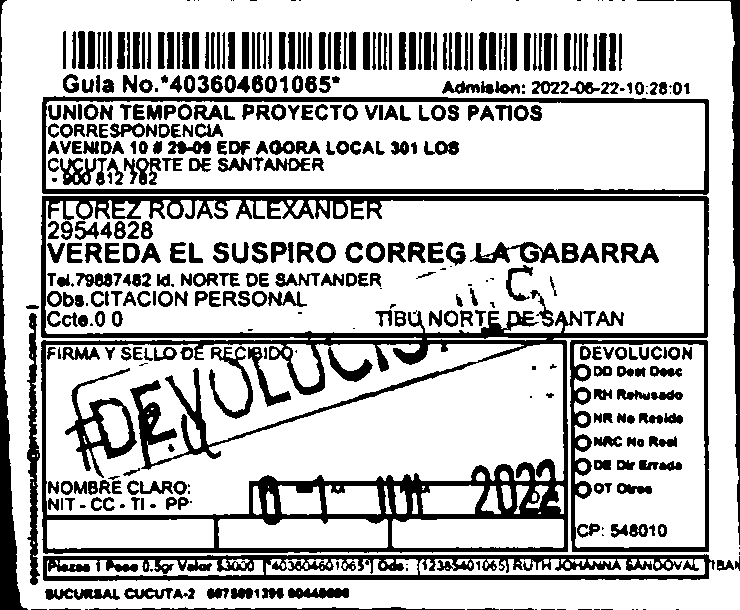 Guia No.*403604601065*
Admision: 2022-06-22-10:28:01
UNION TEMPORAL PROYECTO VIAL LOS PATIOS
CORRESPONDENCIA
AVENIDA 10 # 29-09 EDF AGORA LOCAL 301 LOS
CUCUTA NORTE DE SANTANDER
- 900 812 782
FLOREZ ROJAS ALEXANDER
29544828
VEREDA EL SUSPIRO CORREG LA GABARRA
Tel.79887482 Id. NORTE DE SANTANDER
Obs.CITACION PERSONAL
Ccte.0 0
TIBU NORTE DE SANTAN
FIRMA Y SELLO DE RECIBIDO:
DEVOLUCION
DD Dest Desc
RH Rehusado
NR No Reside
NRC No Recl
DE Dir Errada
OT Otros
DEVOLUCI
NOMBRE CLARO:
NIT - CC - TI - PP
01 JUL 2022
CP: 548010
Piezas 1 Peso 0.5gr Valor $3000 [*403604601065*] Ods: (12385401065) RUTH JOHANNA SANDOVAL TIBA
SUCURSAL CUCUTA-2